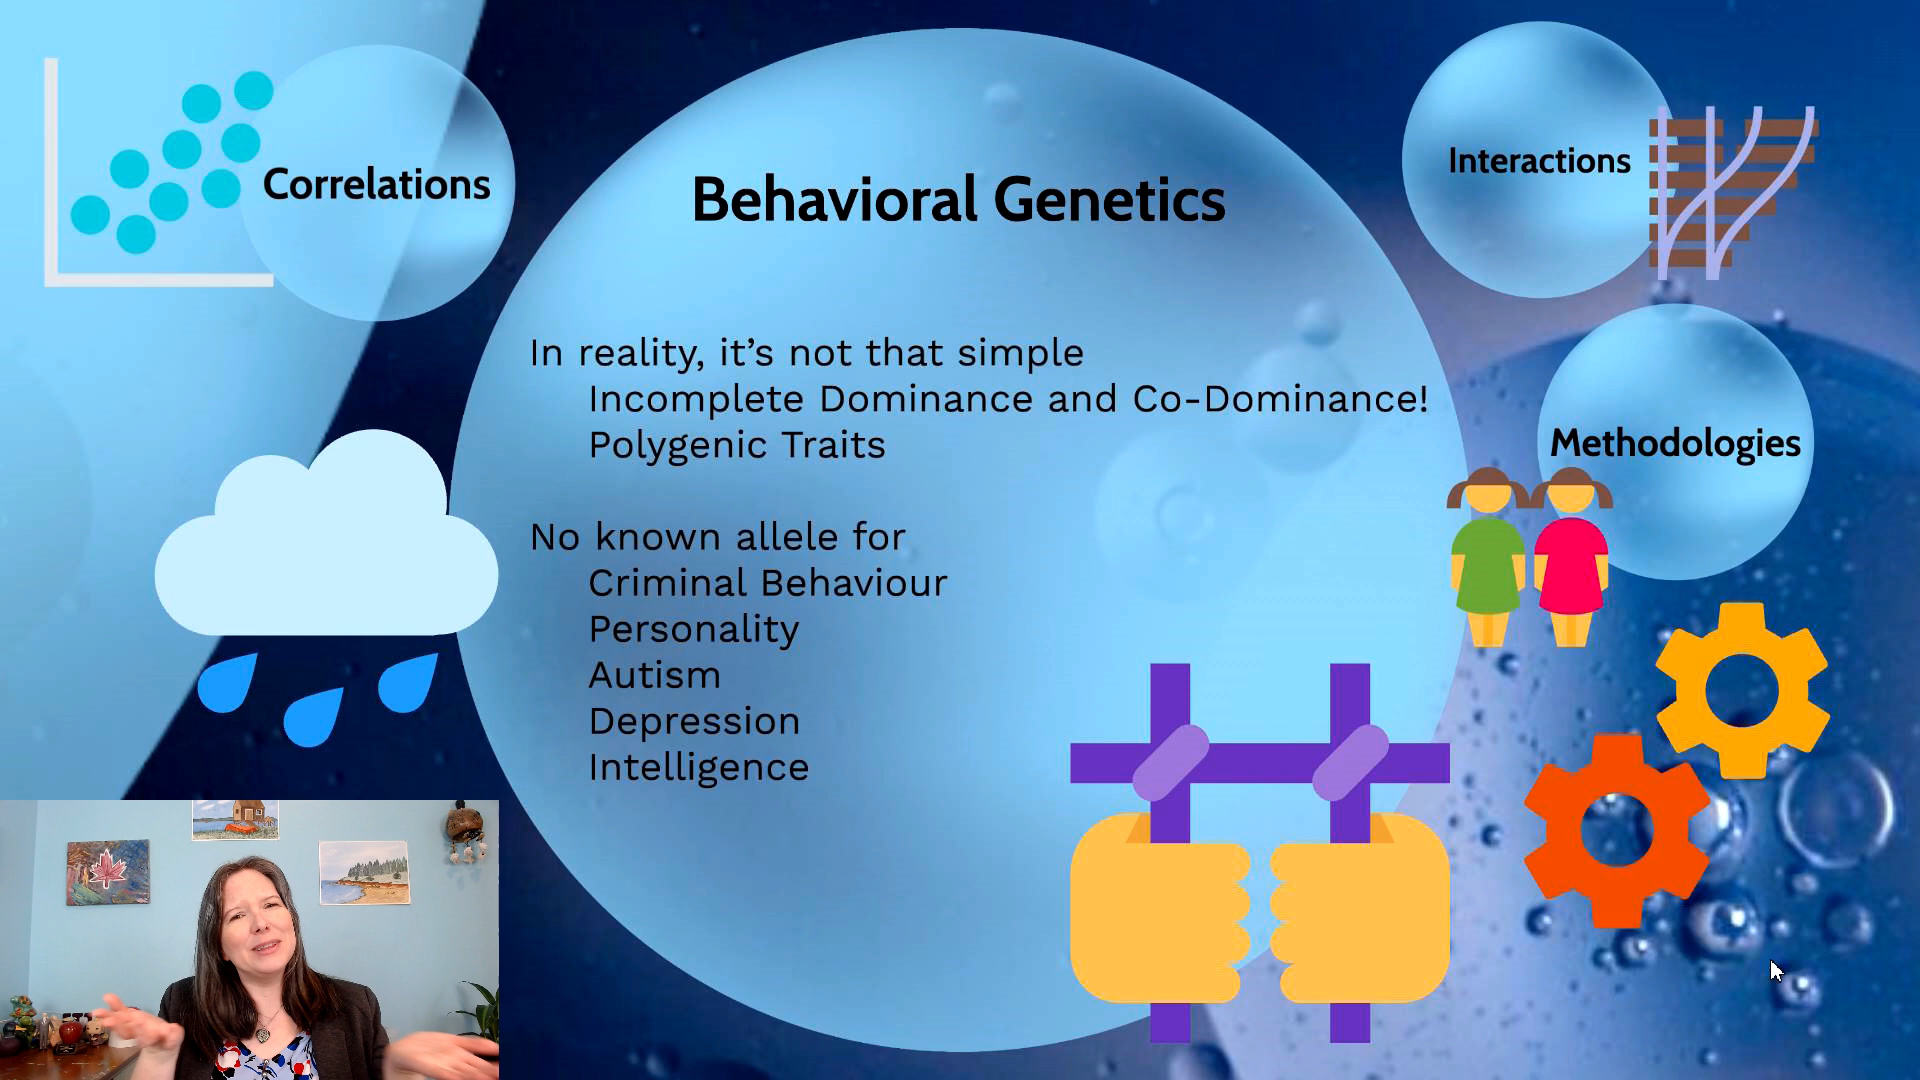 Correlations
Behavioral Genetics
Interactions
Methodologies
In reality, it’s not that simple
Incomplete Dominance and Co-Dominance!
Polygenic Traits
No known allele for
Criminal Behaviour
Personality
Autism
Depression
Intelligence